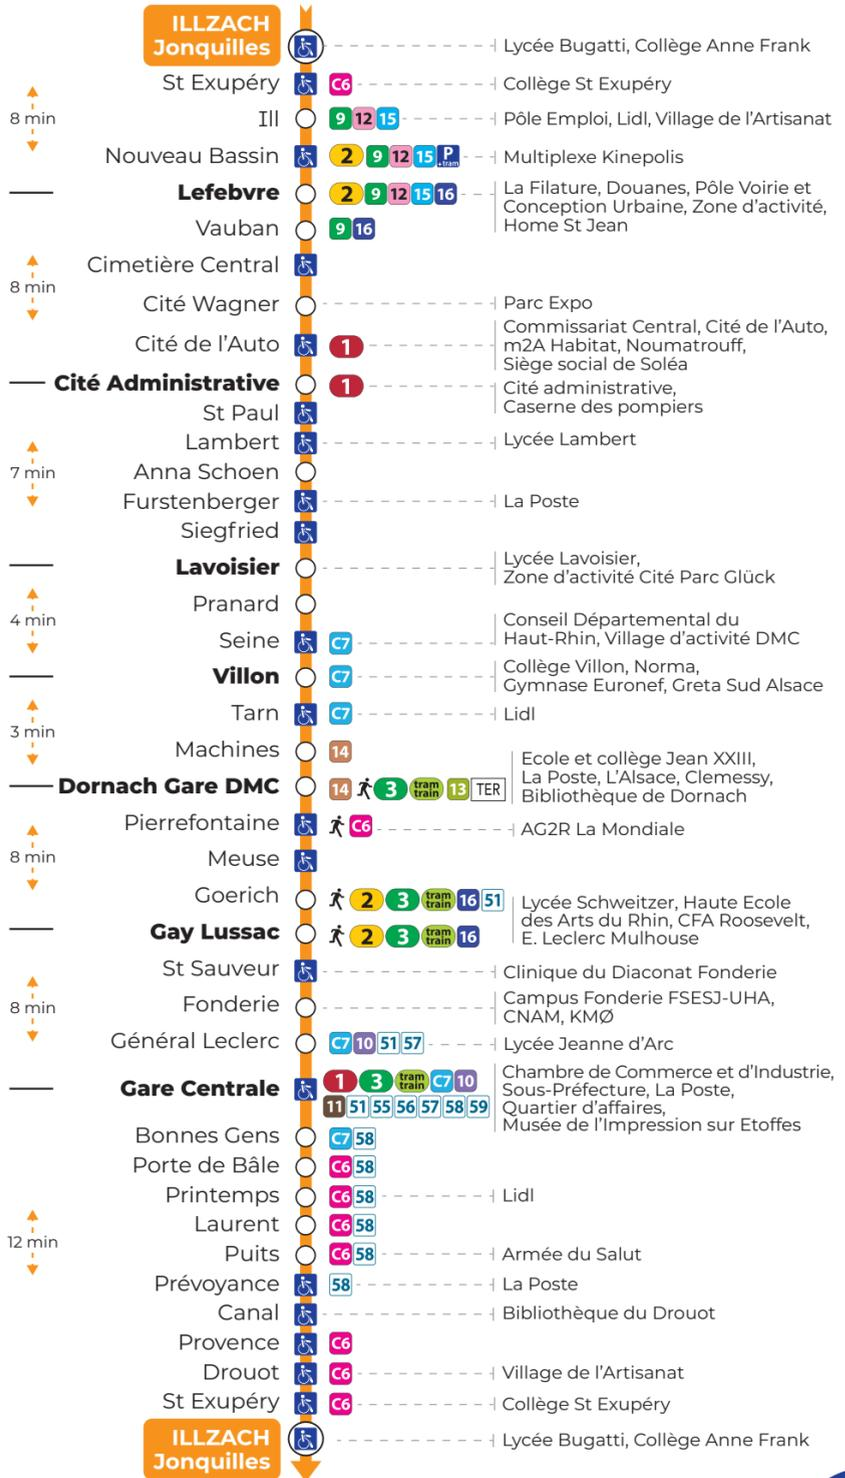 ILLZACH
Jonquilles
Lycée Bugatti, Collège Anne Frank
St Exupéry C6 Collège St Exupéry
8 min
Ill 9 12 15 Pôle Emploi, Lidl, Village de l'Artisanat
Nouveau Bassin 2 9 12 15 P +tram Multiplexe Kinepolis
Lefebvre 2 9 12 15 16 La Filature, Douanes, Pôle Voirie et
Conception Urbaine, Zone d'activité,
Home St Jean
Vauban 9 16
Cimetière Central
8 min
Cité Wagner Parc Expo
Cité de l'Auto 1 Commissariat Central, Cité de l'Auto,
m2A Habitat, Noumatrouff,
Siège social de Soléa
Cité Administrative 1 Cité administrative,
Caserne des pompiers
St Paul
Lambert Lycée Lambert
7 min
Anna Schoen
Furstenberger La Poste
Siegfried
Lavoisier Lycée Lavoisier,
Zone d'activité Cité Parc Glück
Pranard
4 min
Seine C7 Conseil Départemental du
Haut-Rhin, Village d'activité DMC
Villon C7 Collège Villon, Norma,
Gymnase Euronef, Greta Sud Alsace
Tarn C7 Lidl
3 min
Machines 14
Dornach Gare DMC 14 3 tram train 13 TER Ecole et collège Jean XXIII,
La Poste, L'Alsace, Clemessy,
Bibliothèque de Dornach
Pierrefontaine C6 AG2R La Mondiale
8 min
Meuse
Goerich 2 3 tram train 16 51 Lycée Schweitzer, Haute Ecole
des Arts du Rhin, CFA Roosevelt,
E. Leclerc Mulhouse
Gay Lussac 2 3 tram train 16
St Sauveur Clinique du Diaconat Fonderie
8 min
Fonderie Campus Fonderie FSESJ-UHA,
CNAM, KMØ
Général Leclerc C7 10 51 57 Lycée Jeanne d'Arc
Gare Centrale 1 3 tram train C7 10
11 51 55 56 57 58 59
Chambre de Commerce et d'Industrie,
Sous-Préfecture, La Poste,
Quartier d'affaires,
Musée de l'Impression sur Etoffes
Bonnes Gens C7 58
Porte de Bâle C6 58
Printemps C6 58 Lidl
Laurent C6 58
12 min
Puits C6 58 Armée du Salut
Prévoyance 58 La Poste
Canal Bibliothèque du Drouot
Provence C6
Drouot C6 Village de l'Artisanat
St Exupéry C6 Collège St Exupéry
ILLZACH
Jonquilles
Lycée Bugatti, Collège Anne Frank